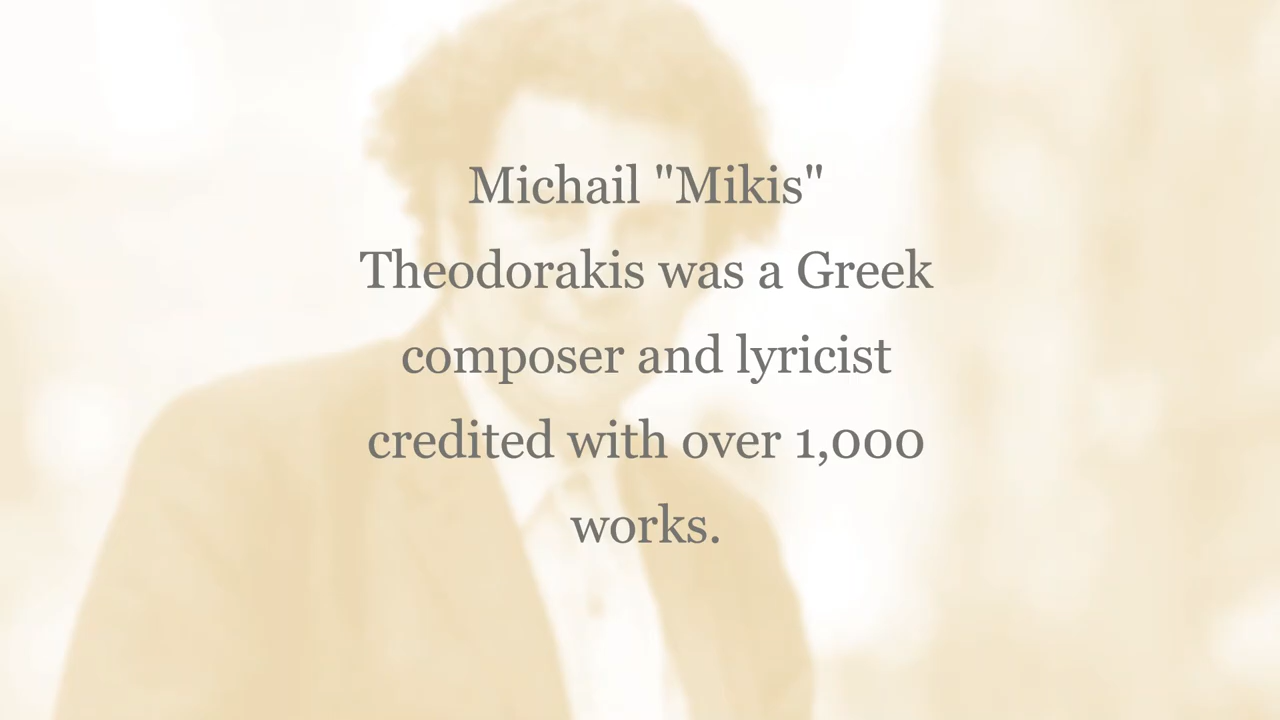 Michail "Mikis"
Theodorakis was a Greek
composer and lyricist
credited with over 1,000
works.